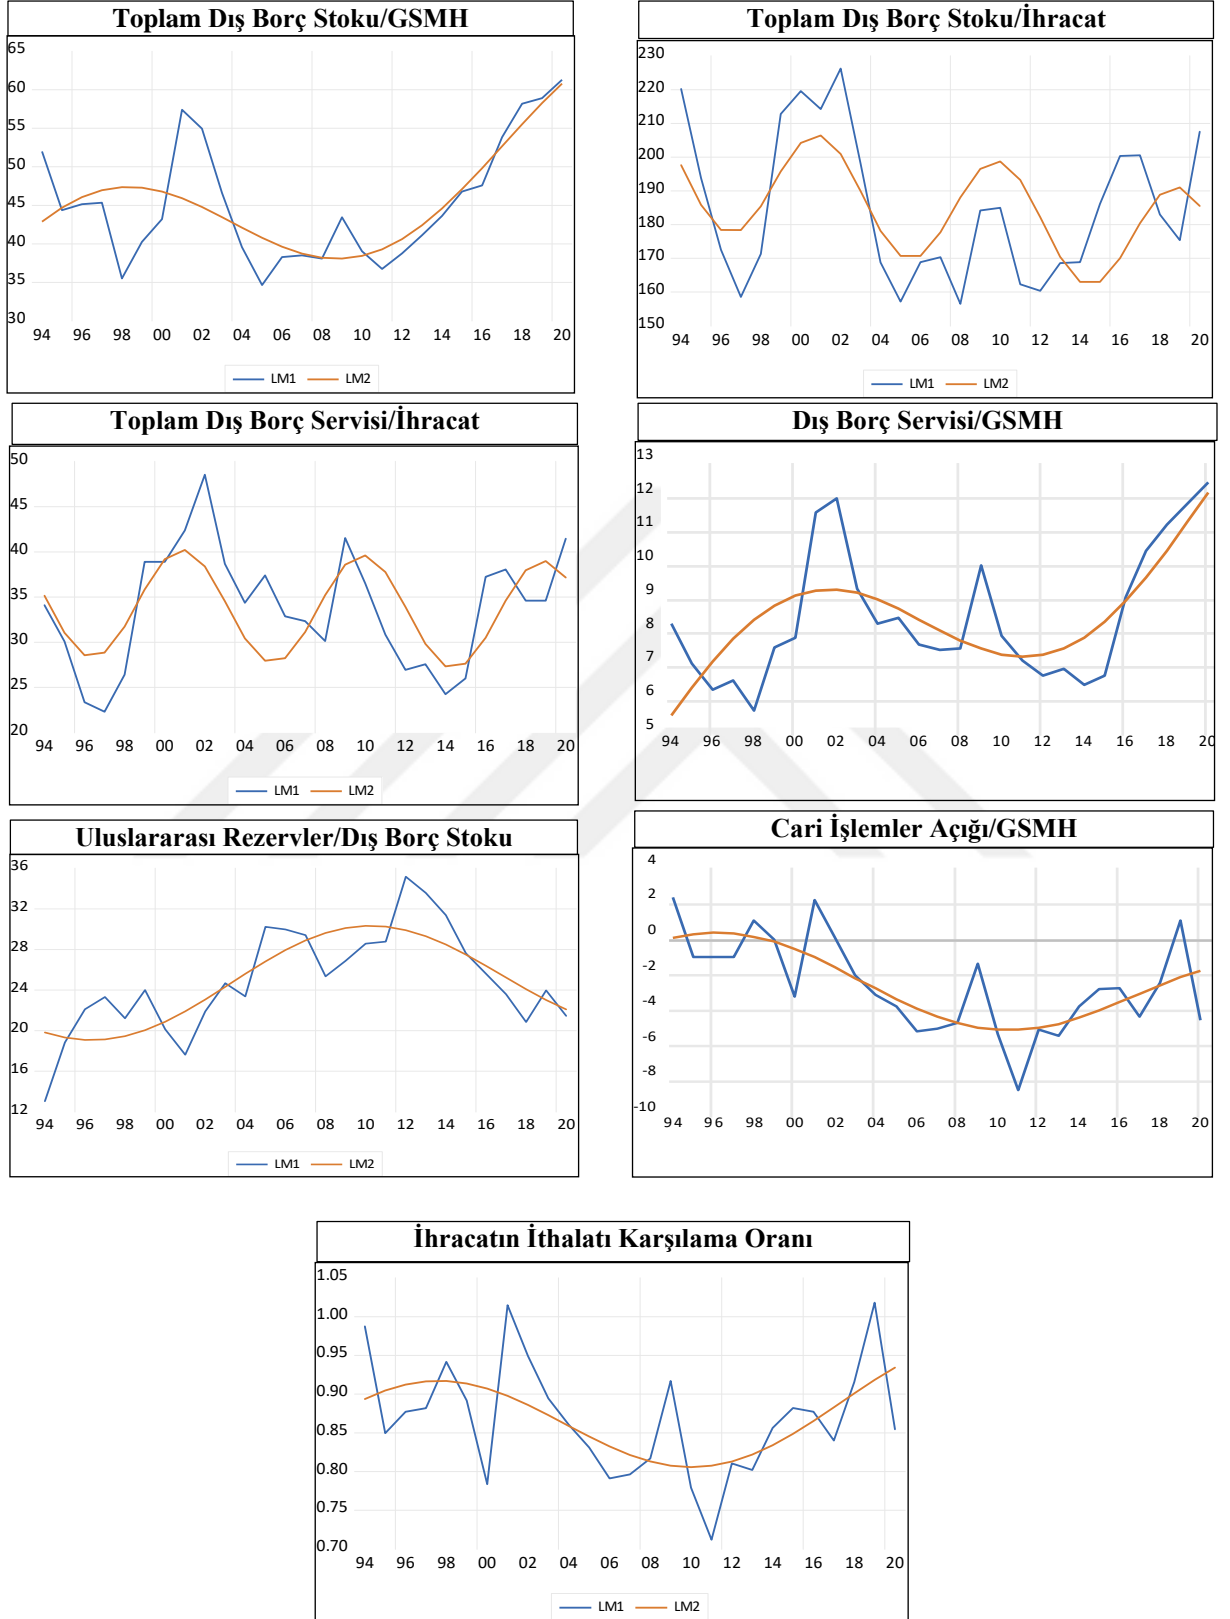 Toplam Dış Borç Stoku/GSMH
65
60
55
50
45
40
35
30
94 96 98 00 02 04 06 08 10 12 14 16 18 20
LM1 LM2
Toplam Dış Borç Stoku/İhracat
230
220
210
200
190
180
170
160
150
94 96 98 00 02 04 06 08 10 12 14 16 18 20
LM1 LM2
Toplam Dış Borç Servisi/İhracat
50
45
40
35
30
25
20
94 96 98 00 02 04 06 08 10 12 14 16 18 20
LM1 LM2
Dış Borç Servisi/GSMH
13
12
11
10
9
8
7
6
5
94 96 98 00 02 04 06 08 10 12 14 16 18 20
Uluslararası Rezervler/Dış Borç Stoku
36
32
28
24
20
16
12
94 96 98 00 02 04 06 08 10 12 14 16 18 20
LM1 LM2
Cari İşlemler Açığı/GSMH
4
2
0
-2
-4
-6
-8
-10
94 96 98 00 02 04 06 08 10 12 14 16 18 20
İhracatın İthalatı Karşılama Oranı
1.05
1.00
0.95
0.90
0.85
0.80
0.75
0.70
94 96 98 00 02 04 06 08 10 12 14 16 18 20
LM1 LM2